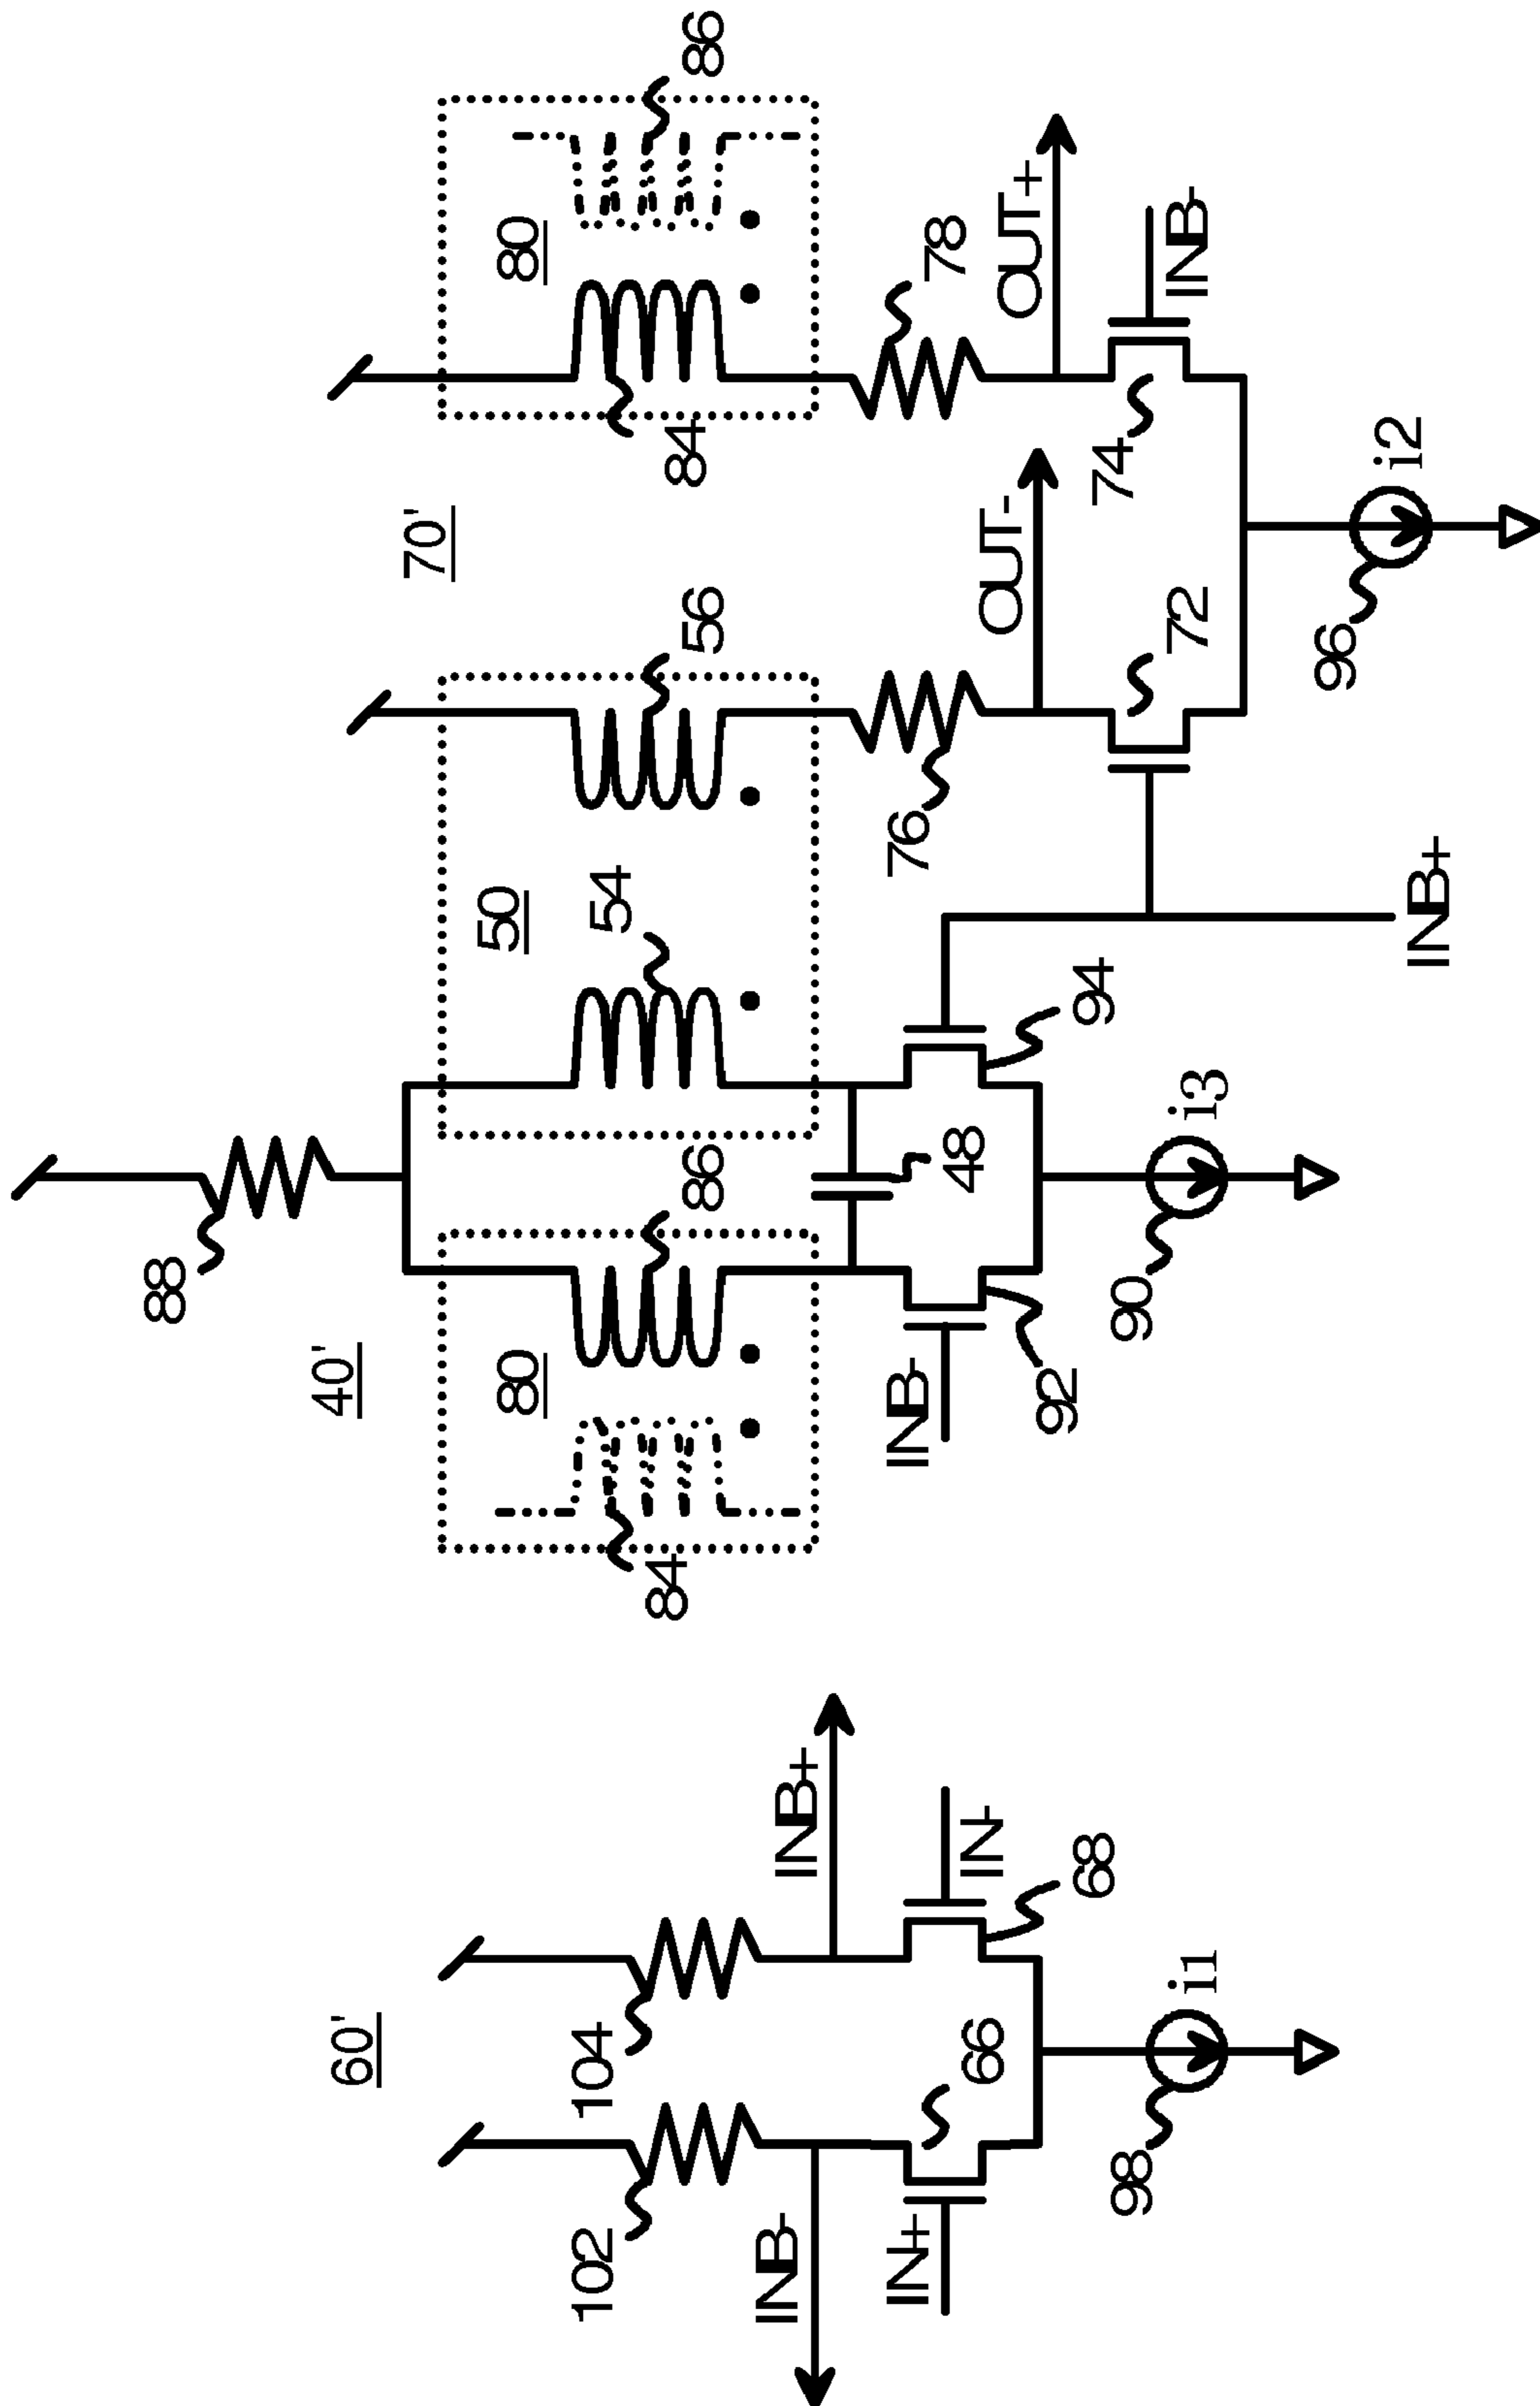 60'
104
102
INB+
INB-
IN+
IN-
66
68
98
i1
88
40'
80
86
84
50
54
56
INB-
92
94
48
90
i3
INB+
70'
80
86
84
76
78
OUT-
OUT+
72
74
INB-
96
i2